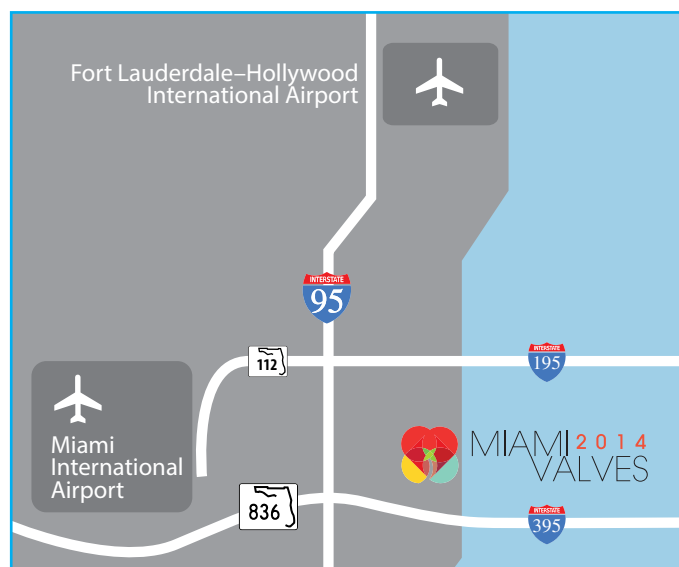 Fort Lauderdale–Hollywood
International Airport
INTERSTATE
95
112
INTERSTATE
195
Miami
International
Airport
MIAMI 2014
VALVES
836
INTERSTATE
395